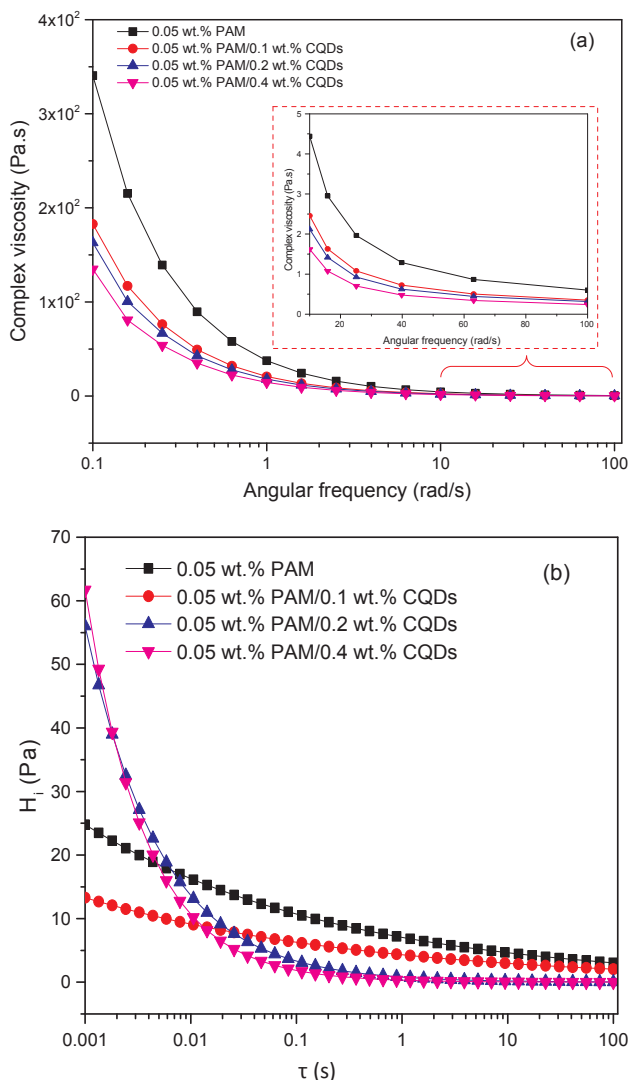 4x10²
3x10²
2x10²
1x10²
0
Complex viscosity (Pa.s)
0.05 wt.% PAM
0.05 wt.% PAM/0.1 wt.% CQDs
0.05 wt.% PAM/0.2 wt.% CQDs
0.05 wt.% PAM/0.4 wt.% CQDs
(a)
5
4
3
2
1
0
Complex viscosity (Pa.s)
20 40 60 80 100
Angular frequency (rad/s)
0.1 1 10 100
Angular frequency (rad/s)
70
60
50
40
30
20
10
0
H_i (Pa)
0.05 wt.% PAM
0.05 wt.% PAM/0.1 wt.% CQDs
0.05 wt.% PAM/0.2 wt.% CQDs
0.05 wt.% PAM/0.4 wt.% CQDs
(b)
0.001 0.01 0.1 1 10 100
τ (s)